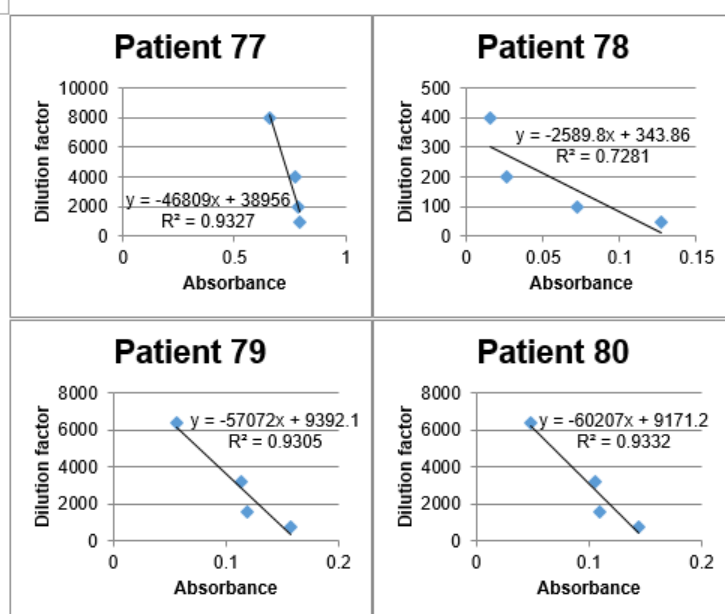 Patient 77
10000
8000
6000
4000
2000
0
Dilution factor
y = -46809x + 38956
R² = 0.9327
0 0.5 1
Absorbance
Patient 78
500
400
300
200
100
0
Dilution factor
y = -2589.8x + 343.86
R² = 0.7281
0 0.05 0.1 0.15
Absorbance
Patient 79
8000
6000
4000
2000
0
Dilution factor
y = -57072x + 9392.1
R² = 0.9305
0 0.1 0.2
Absorbance
Patient 80
8000
6000
4000
2000
0
Dilution factor
y = -60207x + 9171.2
R² = 0.9332
0 0.1 0.2
Absorbance